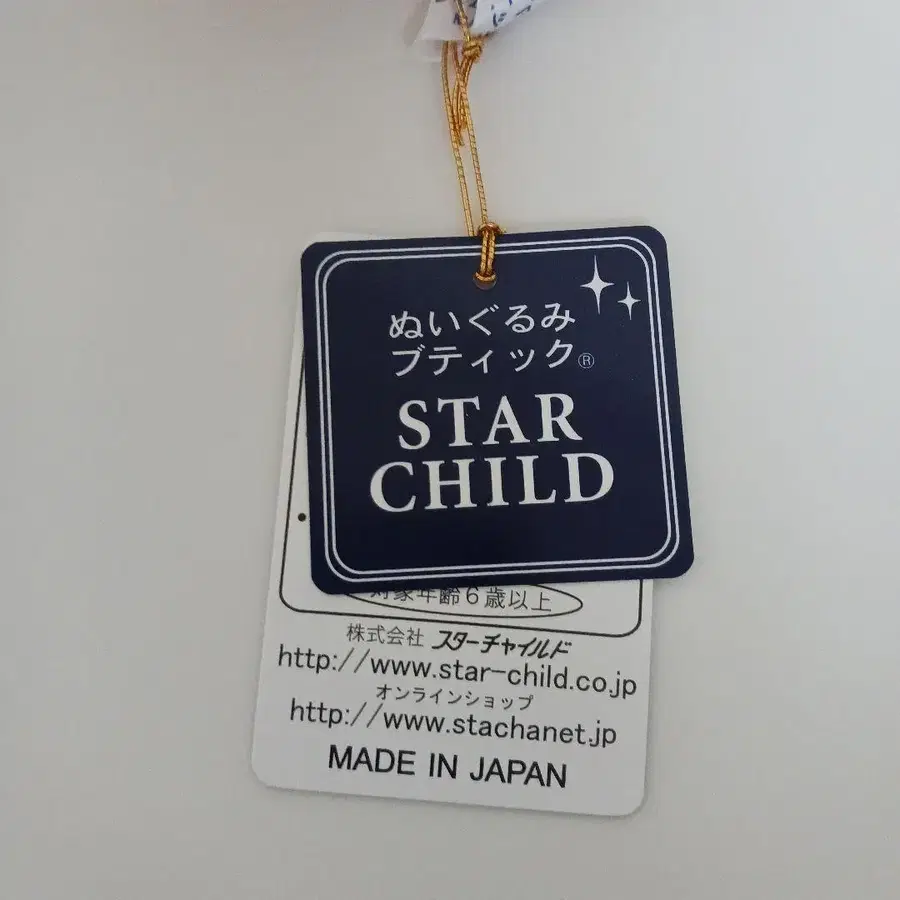 ぬいぐるみ
ブティック®
STAR
CHILD
対象年齢6歳以上
株式会社 スターチャイルド
http://www.star-child.co.jp
オンラインショップ
http://www.stachanet.jp
MADE IN JAPAN